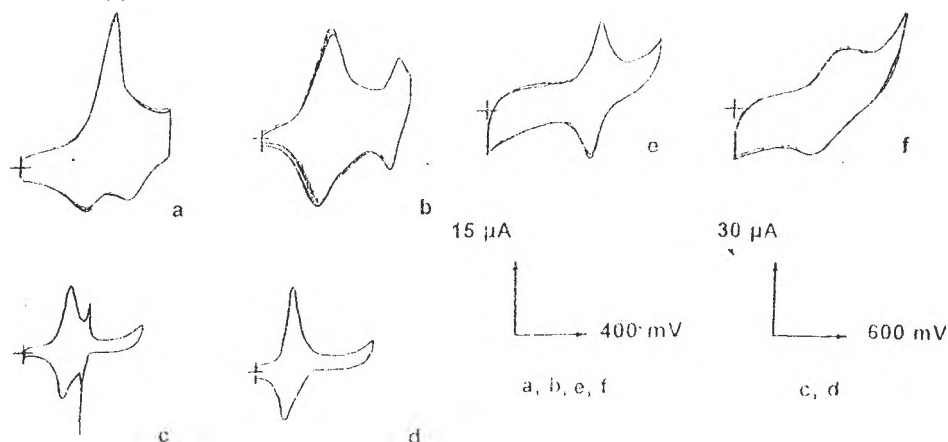 a
b
e
f
15 µA
30 µA
400 mV
600 mV
a, b, e, f
c, d
c
d